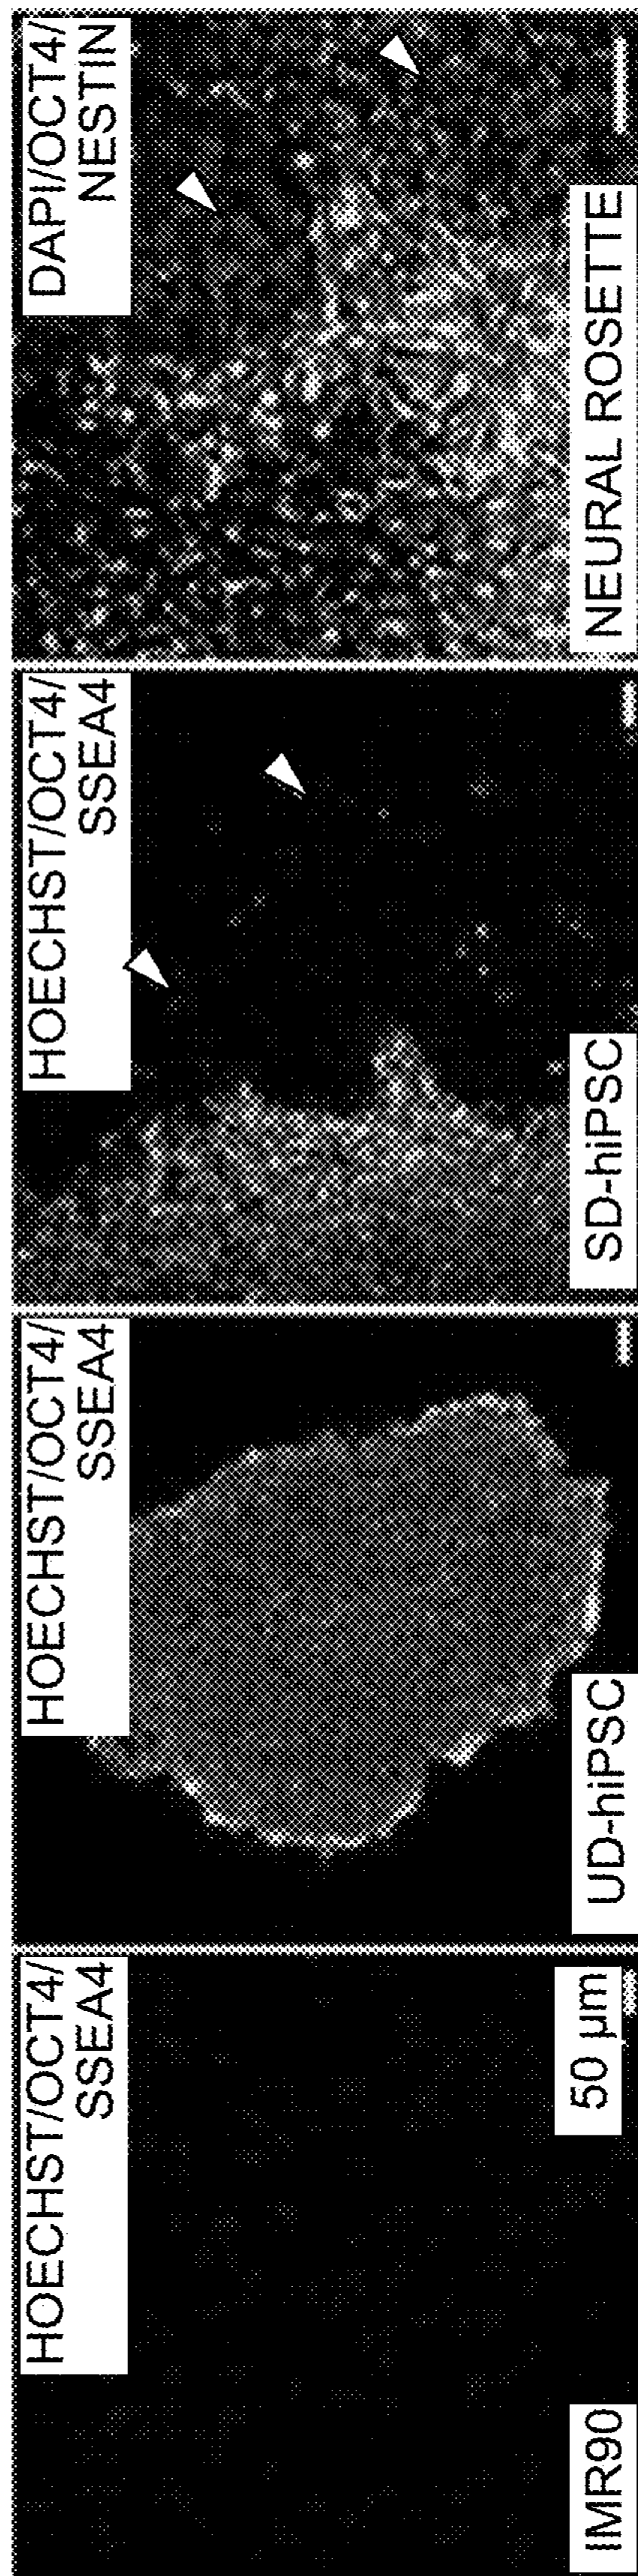 HOECHST/OCT4/
SSEA4
IMR90
50 μm
HOECHST/OCT4/
SSEA4
UD-hiPSC
HOECHST/OCT4/
SSEA4
SD-hiPSC
DAPI/OCT4/
NESTIN
NEURAL ROSETTE